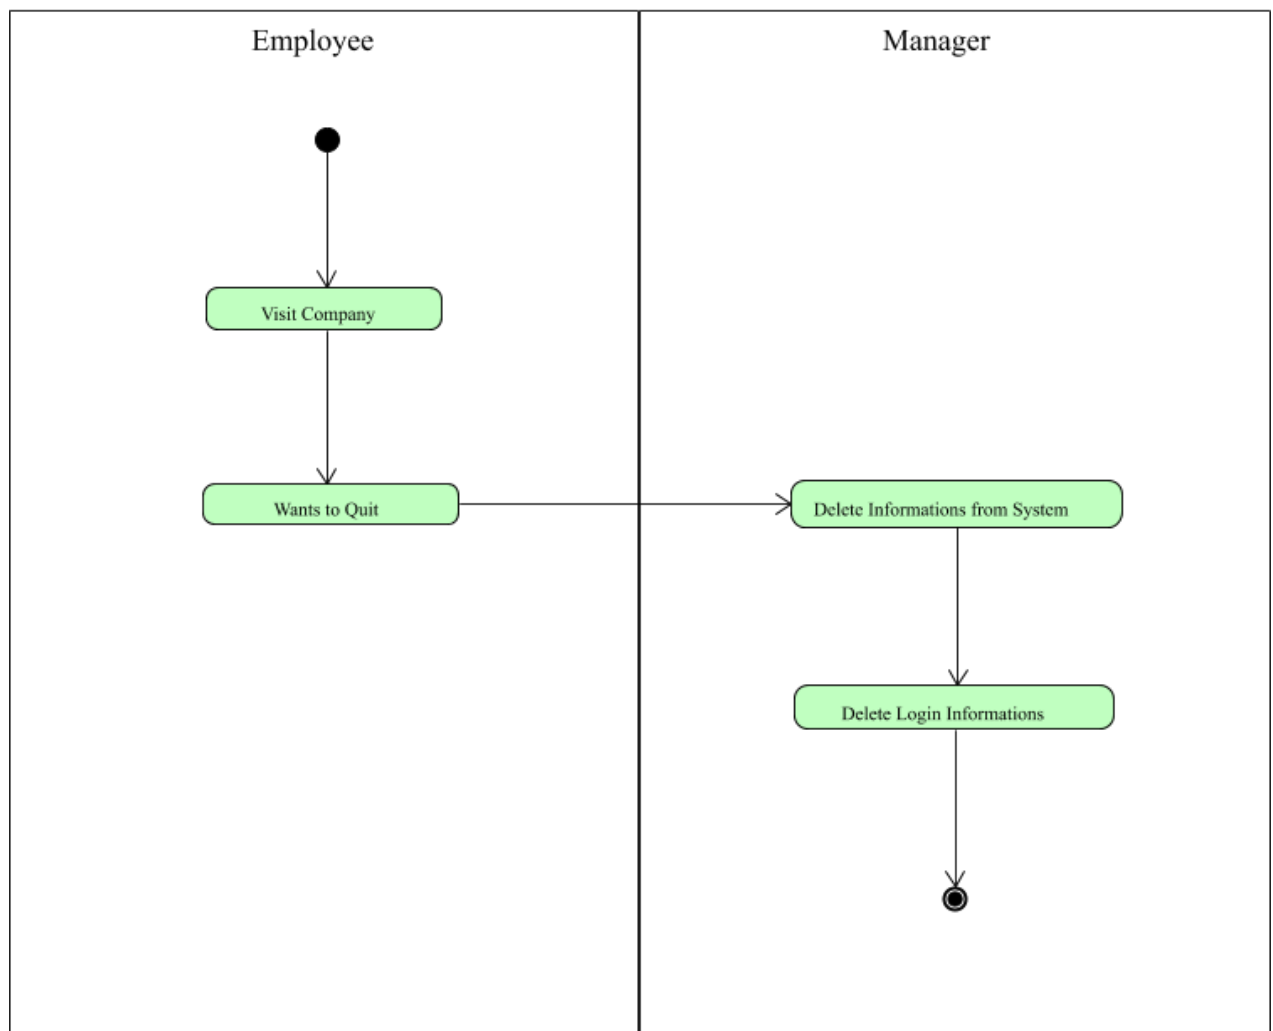 Employee
Manager
Visit Company
Wants to Quit
Delete Informations from System
Delete Login Informations